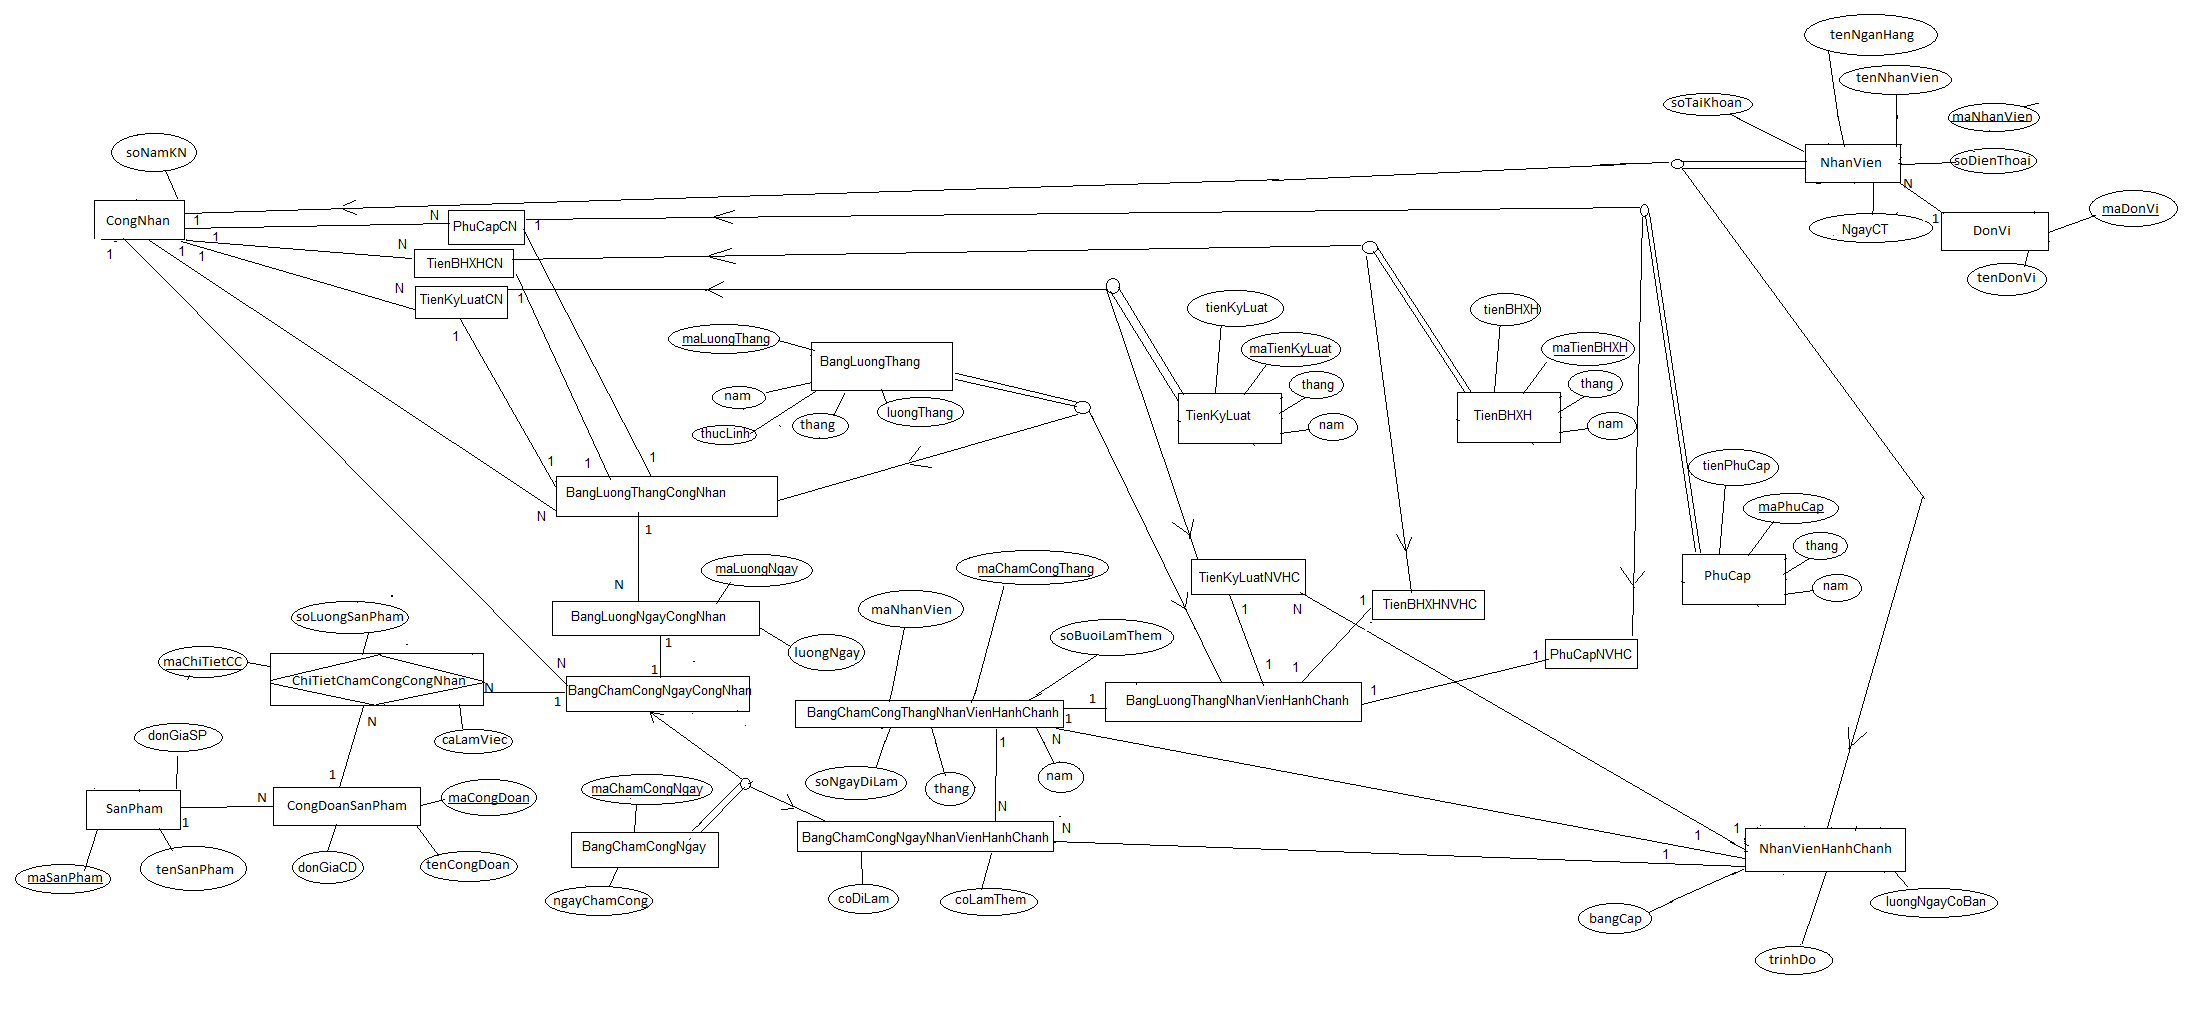 tenNganHang
tenNhanVien
soTaiKhoan
maNhanVien
soNamKN
NhanVien
soDienThoai
N
maDonVi
CongNhan
1
N
PhuCapCN
1
1
NgayCT
DonVi
1
N
TienBHXHCN
1
1
1
tenDonVi
N
TienKyLuatCN
1
tienKyLuat
tienBHXH
1
maLuongThang
maTienKyLuat
maTienBHXH
BangLuongThang
thang
thang
nam
luongThang
TienKyLuat
TienBHXH
thucLinh
thang
nam
nam
1
1
1
tienPhuCap
BangLuongThangCongNhan
maPhuCap
N
1
thang
maLuongNgay
maChamCongThang
TienKyLuatNVHC
PhuCap
N
nam
soLuongSanPham
BangLuongNgayCongNhan
maNhanVien
1
N
1
TienBHXHNVHC
1
soBuoiLamThem
luongNgay
maChiTietCC
N
1
1
1
1
PhuCapNVHC
ChiTietChamCongCongNhan
N
1
BangChamCongNgayCongNhan
BangChamCongThangNhanVienHanhChanh
1
1
BangLuongThangNhanVienHanhChanh
1
N
donGiaSP
caLamViec
1
N
1
soNgayDiLam
thang
nam
maChamCongNgay
SanPham
N
CongDoanSanPham
maCongDoan
1
N
BangChamCongNgay
BangChamCongNgayNhanVienHanhChanh
N
1
1
1
NhanVienHanhChanh
maSanPham
tenSanPham
donGiaCD
tenCongDoan
ngayChamCong
coDiLam
coLamThem
bangCap
luongNgayCoBan
trinhDo